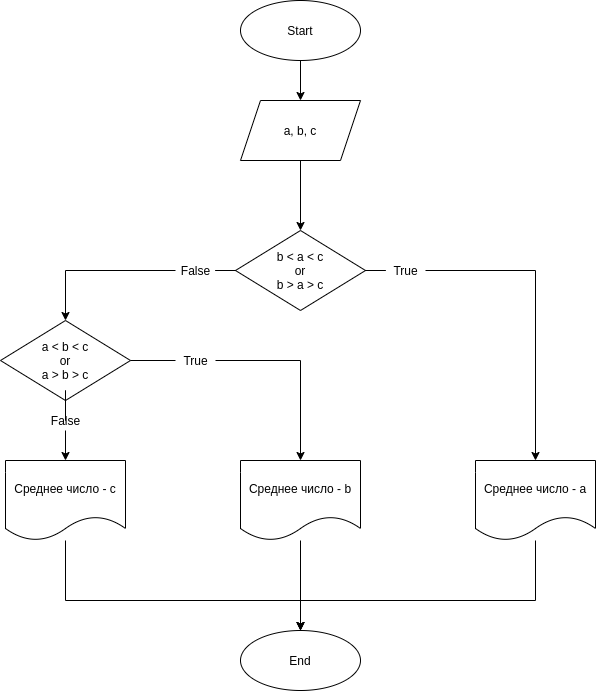 Start
a, b, c
b < a < c
or
b > a > c
False
True
a < b < c
or
a > b > c
True
False
Среднее число - c
Среднее число - b
Среднее число - a
End